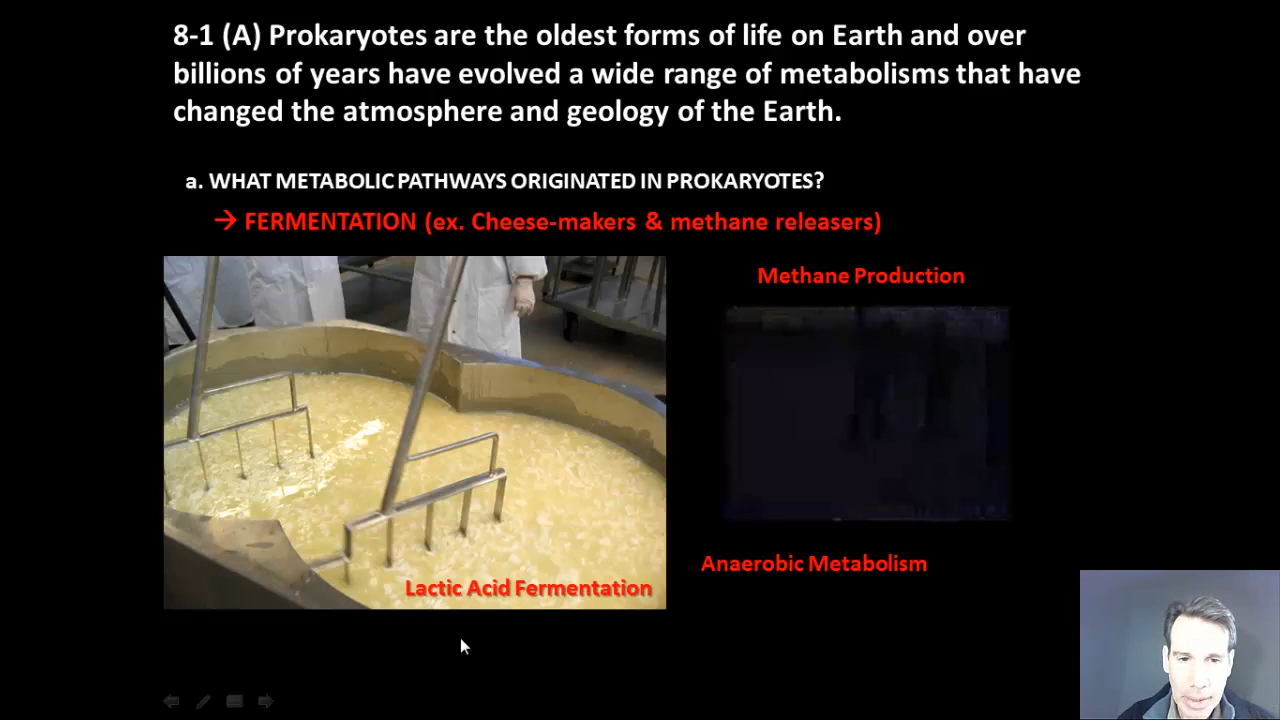 8-1 (A) Prokaryotes are the oldest forms of life on Earth and over
billions of years have evolved a wide range of metabolisms that have
changed the atmosphere and geology of the Earth.
a. WHAT METABOLIC PATHWAYS ORIGINATED IN PROKARYOTES?
→ FERMENTATION (ex. Cheese-makers & methane releasers)
Methane Production
Anaerobic Metabolism
Lactic Acid Fermentation